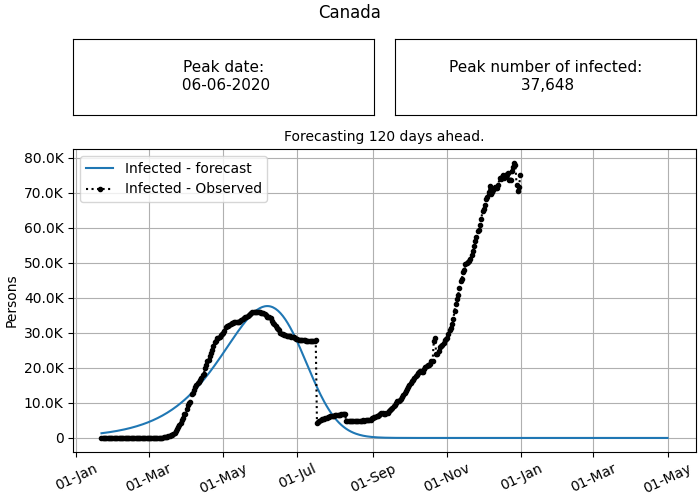 Canada
Peak date:
06-06-2020
Peak number of infected:
37,648
Forecasting 120 days ahead.
Infected - forecast
Infected - Observed
80.0K
70.0K
60.0K
50.0K
40.0K
30.0K
20.0K
10.0K
0
Persons
01-Jan
01-Mar
01-May
01-Jul
01-Sep
01-Nov
01-Jan
01-Mar
01-May